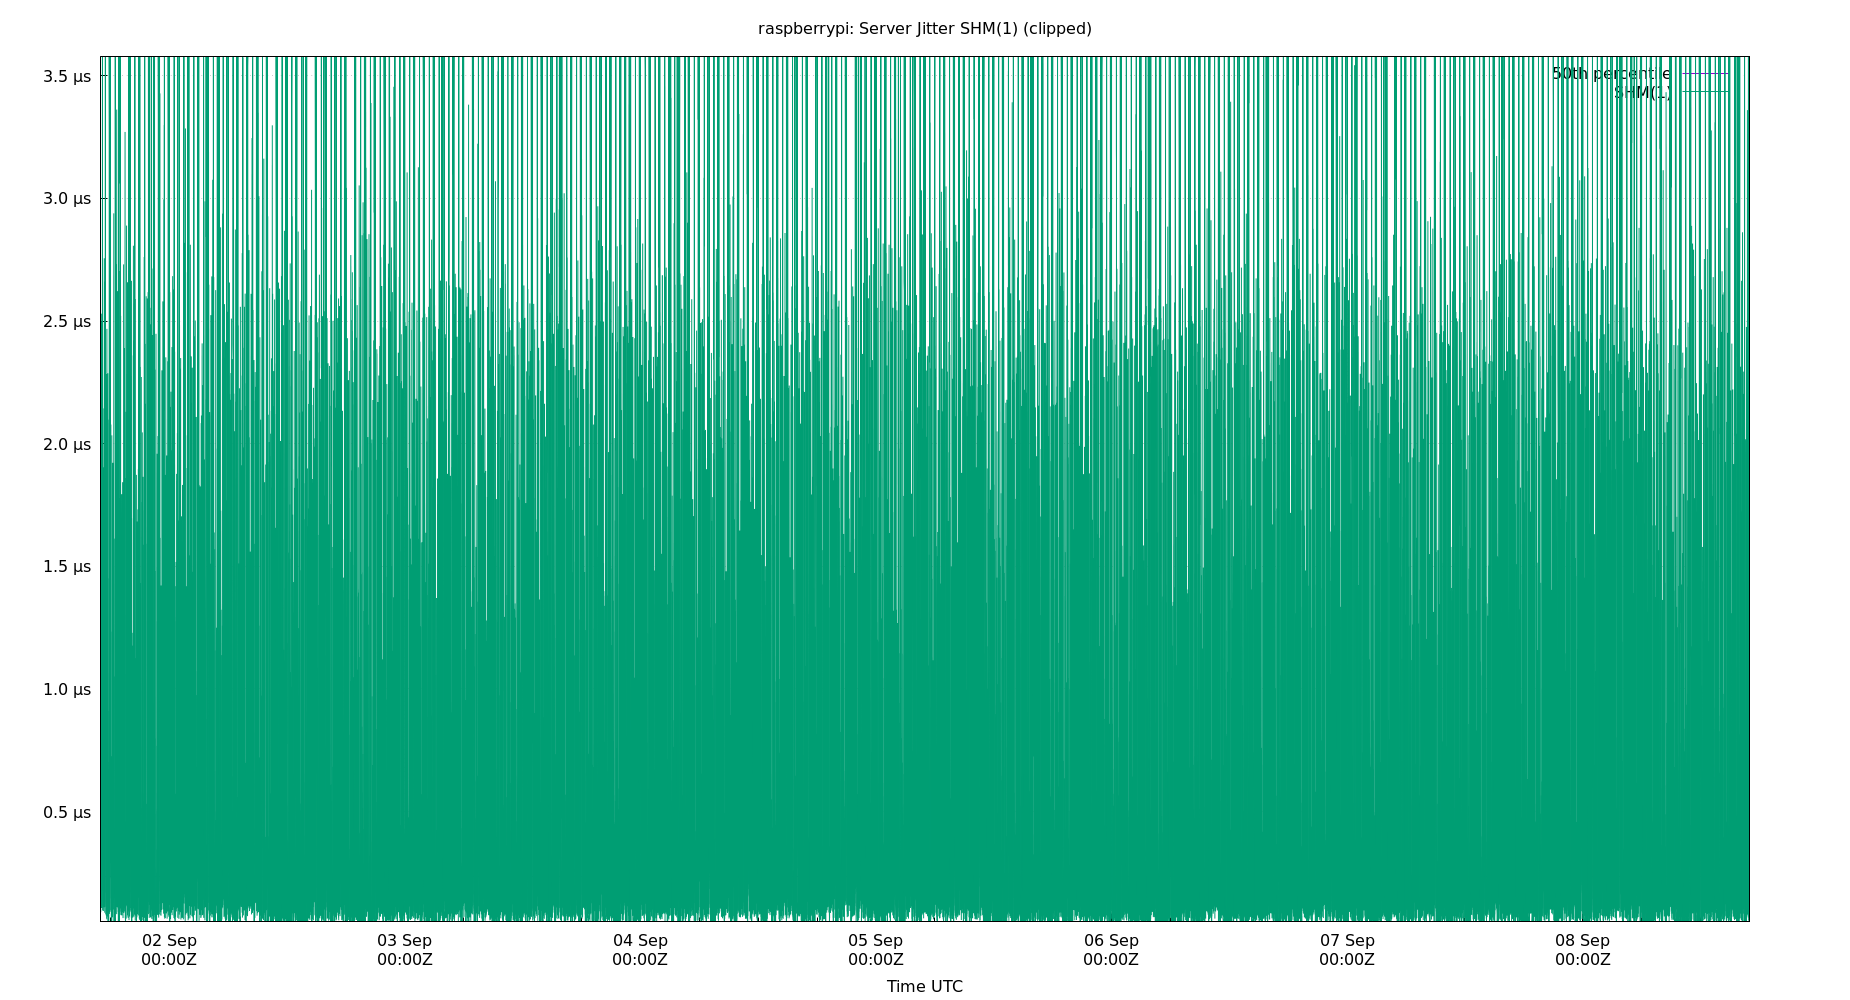 raspberrypi: Server Jitter SHM(1) (clipped)
50th percentile
SHM(1)
3.5 µs
3.0 µs
2.5 µs
2.0 µs
1.5 µs
1.0 µs
0.5 µs
02 Sep 03 Sep 04 Sep 05 Sep 06 Sep 07 Sep 08 Sep
00:00Z 00:00Z 00:00Z 00:00Z 00:00Z 00:00Z 00:00Z
Time UTC